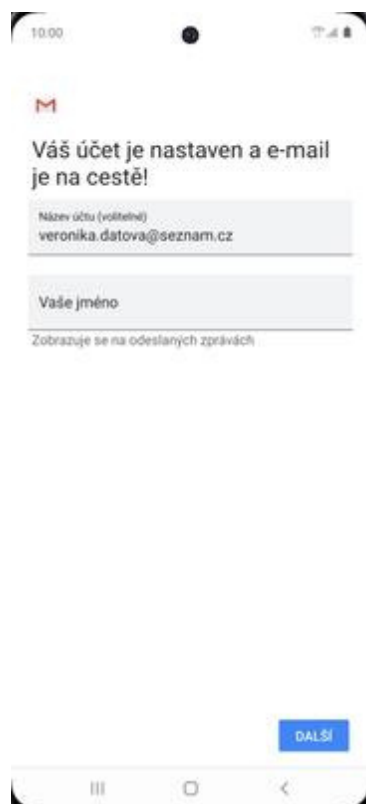 10:00
Váš účet je nastaven a e-mail
je na cestě!
Název účtu (volitelné)
veronika.datova@seznam.cz
Vaše jméno
Zobrazuje se na odeslaných zprávách
DALŠÍ